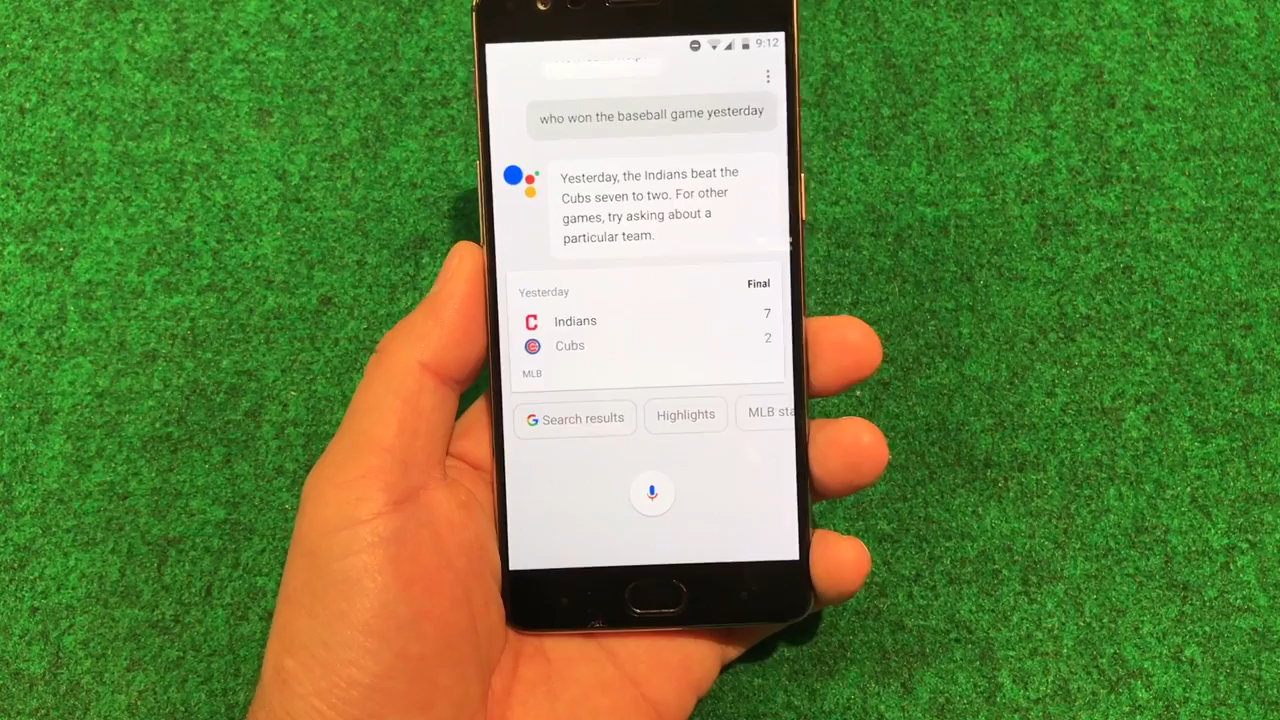 9:12
who won the baseball game yesterday
Yesterday, the Indians beat the
Cubs seven to two. For other
games, try asking about a
particular team.
Yesterday Final
Indians 7
Cubs 2
MLB
Search results Highlights MLB sta